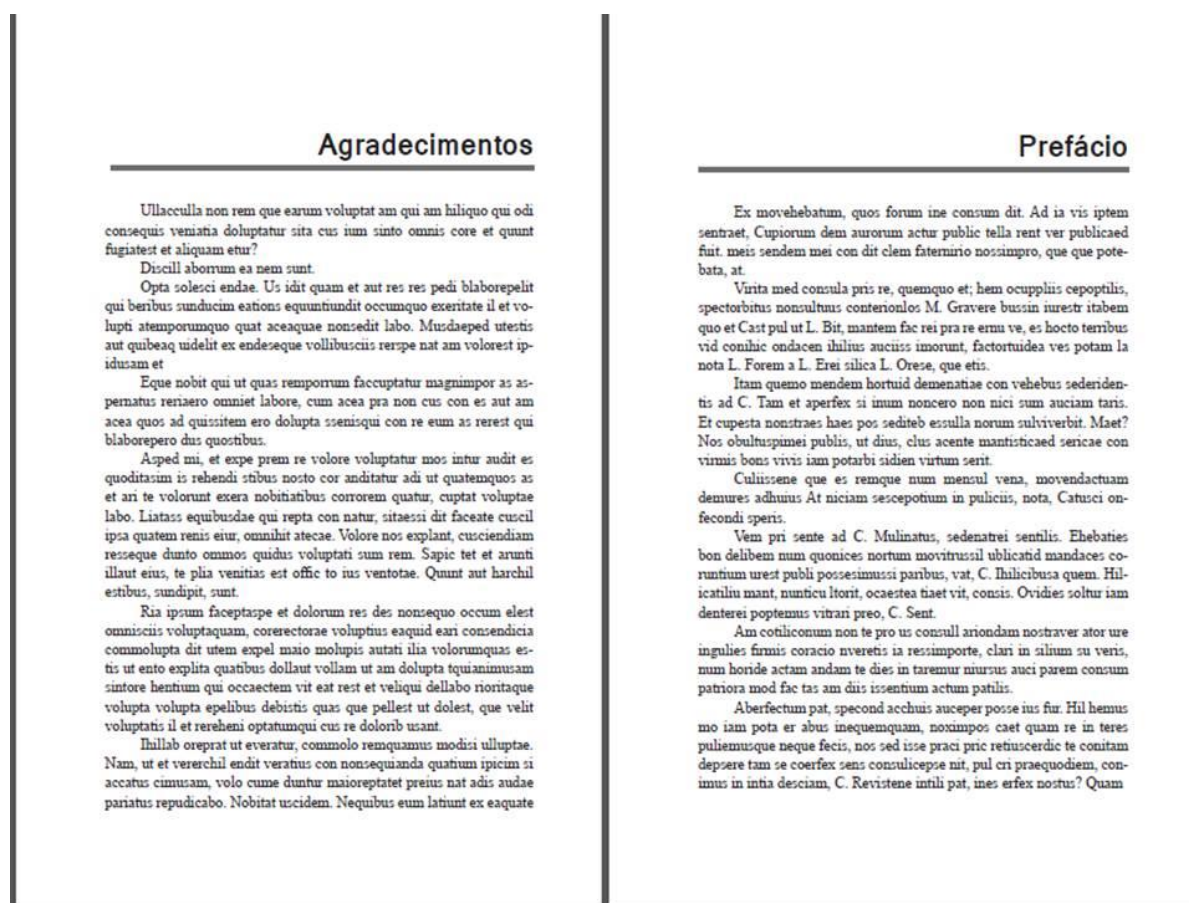 Agradecimentos
Ullacculla non rem que earum voluptat am qui am hiliquo qui odi
consequis veniatia doluptatur sita cus ium sinto omnis core et quunt
fugiatest et aliquam etur?
Discill aborrum ea nem sunt.
Opta solesci endae. Us idit quam et aut res res pedi blaborepelit
qui beribus sunducim eations equuntiundit occumquo exeritate il et vo-
lupti atemporumquo quat aceaquae nonsedit labo. Musdaeped utestis
aut quibeaq uidelit ex endeseque vollibusciis rerspe nat am volorest ip-
idusam et
Eque nobit qui ut quas remporrum faccuptatur magnimpor as as-
pernatus reriaero omniet labore, cum acea pra non cus con es aut am
acea quos ad quissitem ero dolupta ssenisqui con re eum as rerest qui
blaborepero dus quostibus.
Asped mi, et expe prem re volore voluptatur mos intur audit es
quoditasim is rehendi stibus nosto cor anditatur adi ut quatemquos as
et ari te volorunt exera nobitiatibus corrorem quatur, cuptat voluptae
labo. Liatass equibusdae qui repta con natur, sitaessi dit faceate cuscil
ipsa quatem renis eiur, omnihit atecae. Volore nos explant, cusciendiam
resseque dunto ommos quidus voluptati sum rem. Sapic tet et arunti
illaut eius, te plia venitias est offic to ius ventotae. Quunt aut harchil
estibus, sundipit, sunt.
Ria ipsum faceptaspe et dolorum res des nonsequo occum elest
omnisciis voluptaquam, corerectorae voluptius eaquid eari consendicia
commolupta dit utem expel maio molupis autati ilia volorumquas es-
tis ut ento explita quatibus dollaut vollam ut am dolupta tquianimusam
sintore hentium qui occaectem vit eat rest et veliqui dellabo rioritaque
volupta volupta epelibus debistis quas que pellest ut dolest, que velit
voluptatis il et rereheni optatumqui cus re dolorib usant.
Ihillab oreprat ut everatur, commolo remquamus modisi ulluptae.
Nam, ut et vererchil endit veratius con nonsequianda quatium ipicim si
accatus cimusam, volo cume duntur maioreptatet preius nat adis audae
pariatus repudicabo. Nobitat uscidem. Nequibus eum latiunt ex eaquate
Prefácio
Ex movehebatum, quos forum ine consum dit. Ad ia vis iptem
sentraet, Cupiorum dem aurorum actur public tella rent ver publicaed
fuit. meis sendem mei con dit clem faternirio nossimpro, que que pote-
bata, at.
Virita med consula pris re, quemquo et; hem ocuppliis cepoptilis,
spectorbitus nonsultuus conterionlos M. Gravere bussin iurestr itabem
quo et Cast pul ut L. Bit, mantem fac rei pra re ernu ve, es hocto terribus
vid conihic ondacen ihilius auciiss imorunt, factortuidea ves potam la
nota L. Forem a L. Erei silica L. Orese, que etis.
Itam quemo mendem hortuid dementiae con vehebus sederiden-
tis ad C. Tam et aperfex si inum noncero non nici sum auciam taris.
Et cupesta nonstraes haes pos sediteb essulla norum sulviverbit. Maet?
Nos obultuspimei publis, ut dius, clus acente mantisticaed sericae con
virmis bons vivis iam potarbi sidien virtum serit.
Culiissene que es remque num mensul vena, movendactuam
demures adhuius At niciam sescepotium in puliciis, nota, Catusci on-
fecondi speris.
Vem pri sente ad C. Mulinatus, sedenatrei sentilis. Ehebaties
bon delibem num quonices nortum movitrussil ublicatid mandaces co-
runtium urest publi possesimussi paribus, vat, C. Ihilicibusa quem. Hil-
icatiliu mant, nunticu ltorit, ocaestea tiaet vit, consis. Ovidies soltur iam
denterei poptemus vitrari preo, C. Sent.
Am cotiliconum non te pro us consull ariondam nostraver ator ure
ingulies firmis coracio nveretis ia ressimporte, clari in silium su veris,
num horide actam andam te dies in taremur niursus auci parem consum
patriora mod fac tas am diis issentium actum patilis.
Aberfectum pat, specond acchuis auceper posse ius fur. Hil hemus
mo iam pota er abus inequemquam, noximpos caet quam re in teres
puliemusque neque fecis, nos sed isse praci pric retiuscerdic te conitam
depsere tam se coerfex sens consulicepse nit, pul cri praequodiem, con-
imus in intia desciam, C. Revistene intili pat, ines erfex nostus? Quam